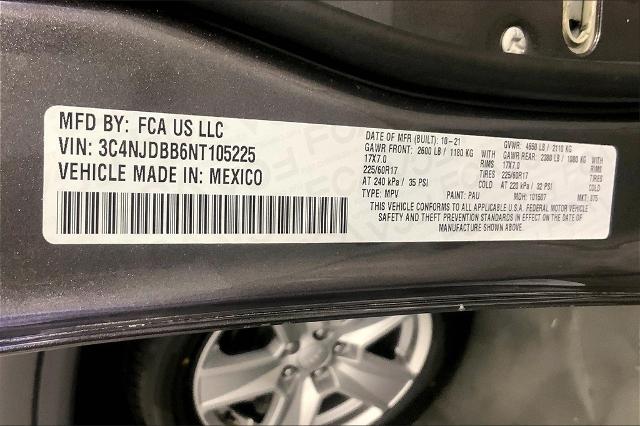 MFD BY: FCA US LLC
VIN: 3C4NJDBB6NT105225
VEHICLE MADE IN: MEXICO
DATE OF MFR (BUILT): 10-21 GVWR: 4650 LB / 2110 KG
GAWR FRONT: 2600 LB / 1180 KG WITH GAWR REAR: 2380 LB / 1080 KG WITH
17X7.0 RIMS 17X7.0 RIMS
225/60R17 TIRES 225/60R17 TIRES
AT 240 kPa / 35 PSI COLD AT 220 kPa / 32 PSI COLD
TYPE: MPV PAINT: PAU MDH: 101507 MKT: 875
THIS VEHICLE CONFORMS TO ALL APPLICABLE U.S.A. FEDERAL MOTOR VEHICLE
SAFETY AND THEFT PREVENTION STANDARDS IN EFFECT ON THE DATE OF
MANUFACTURE SHOWN ABOVE.